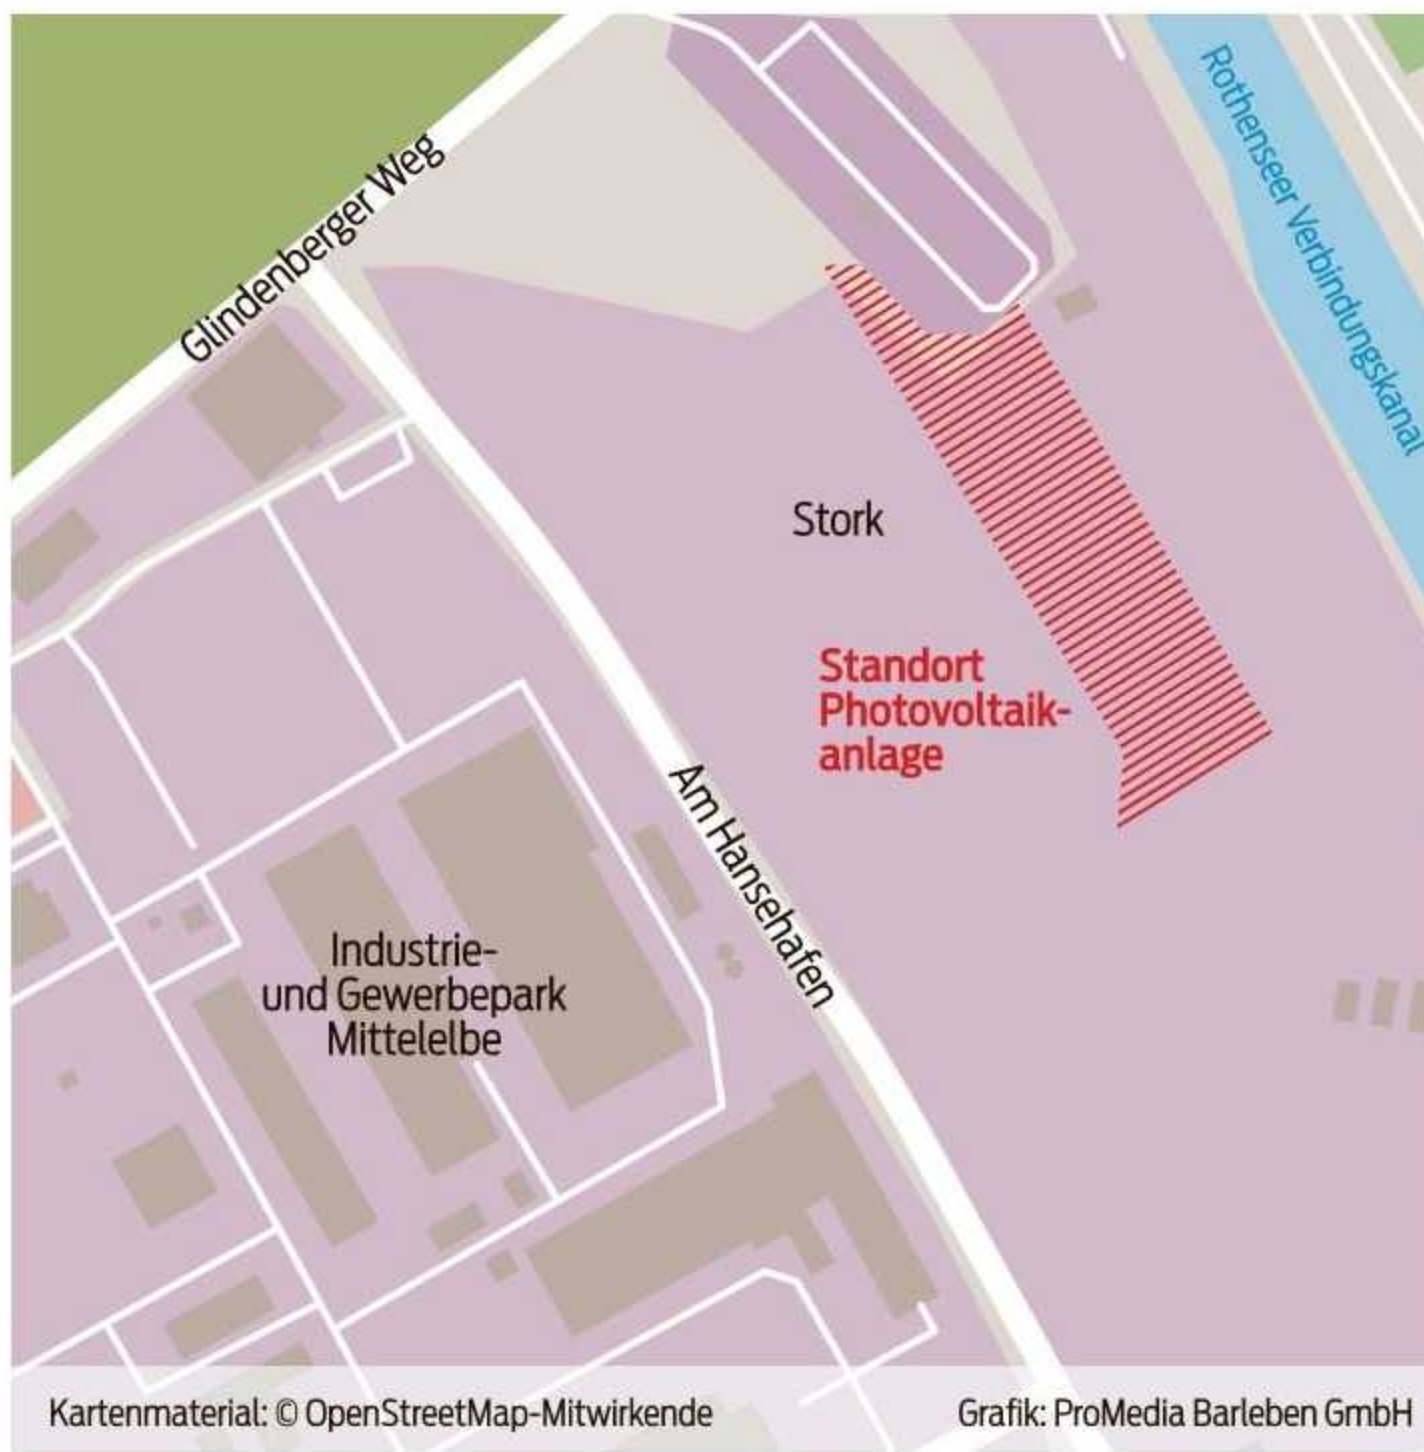 Rothenseer Verbindungskanal
Glindenberger Weg
Stork
Standort
Photovoltaik-
anlage
Am Hansehafen
Industrie-
und Gewerbepark
Mittelelbe
Kartenmaterial: © OpenStreetMap-Mitwirkende
Grafik: ProMedia Barleben GmbH